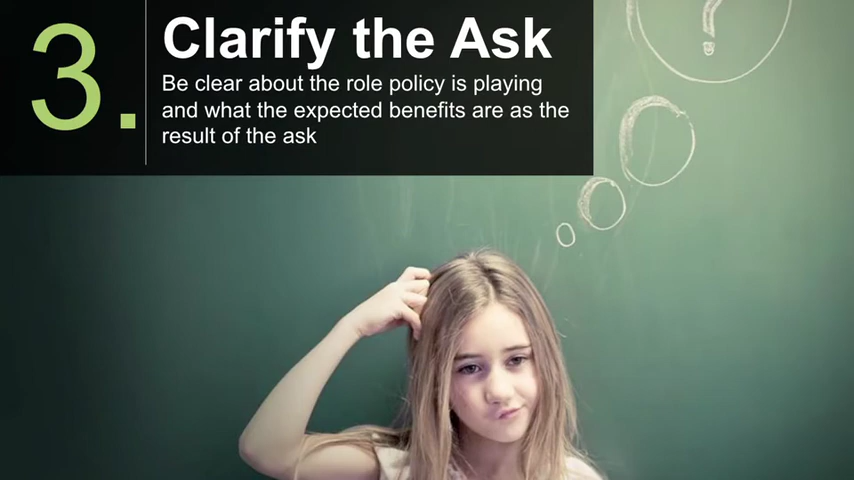 3.
Clarify the Ask
Be clear about the role policy is playing
and what the expected benefits are as the
result of the ask
?